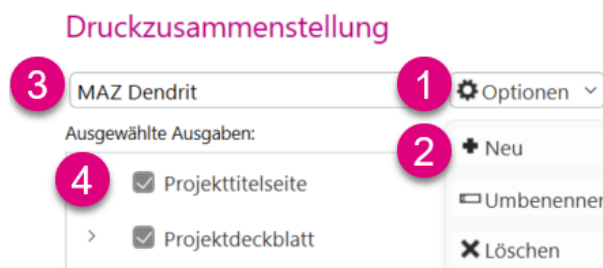 Druckzusammenstellung
3 MAZ Dendrit 1 Optionen
Ausgewählte Ausgaben:
2 Neu
4 Projekttitelseite
Umbenennen
Projektdeckblatt
Löschen